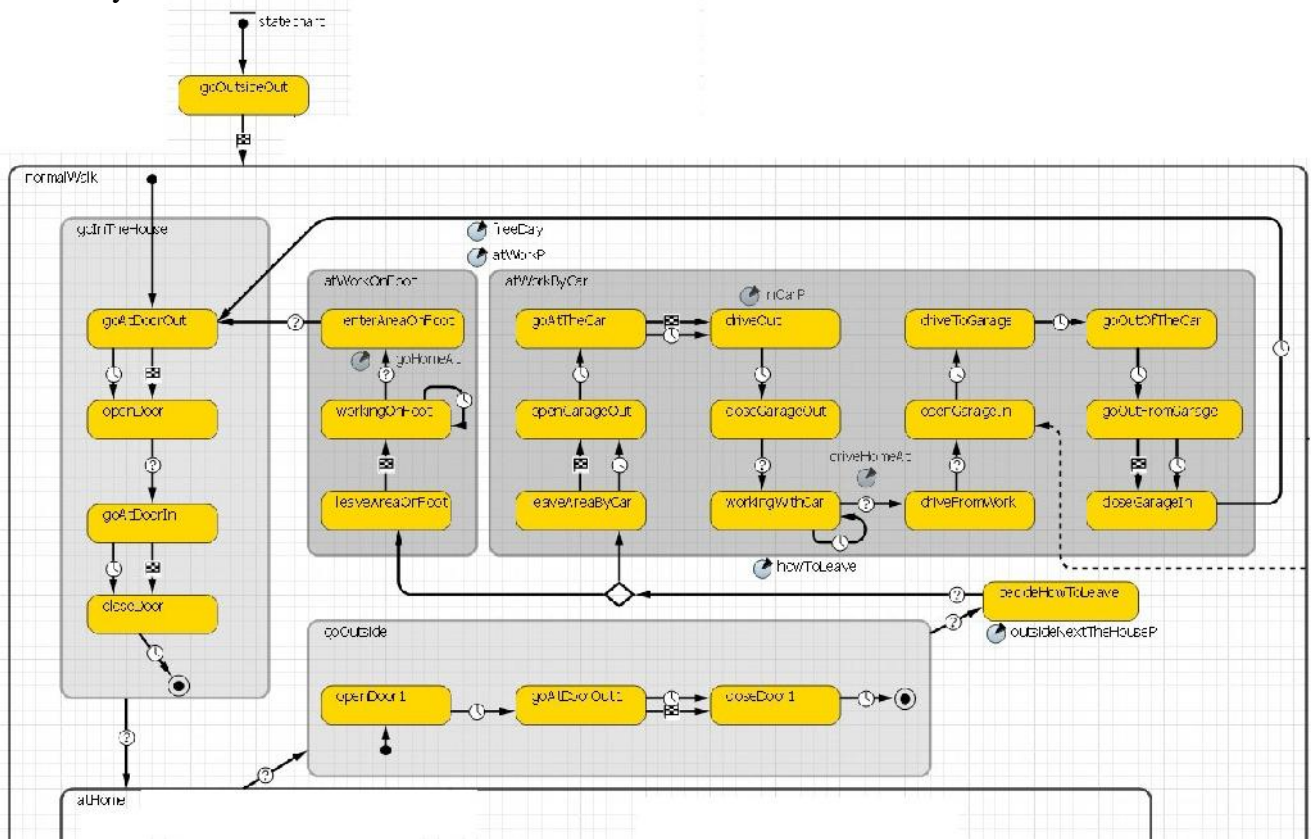 statechart
goOutsideOut
normalWalk
goInTheHouse
freeDay
atWorkP
atWorkOnFoot
atWorkByCar
inCarP
goAtDoorOut
enterAreaOnFoot
goAtTheCar
driveOut
driveToGarage
goOutOfTheCar
goHomeAt
openDoor
workingOnFoot
openGarageOut
closeGarageOut
openGarageIn
goOutFromGarage
driveHomeAt
goAtDoorIn
leaveAreaOnFoot
leaveAreaByCar
workingWithCar
driveFromWork
closeGarageIn
howToLeave
closeDoor
decideHowToLeave
goOutside
outsideNextTheHouseP
openDoor1
goAtDoorOut1
closeDoor1
atHome